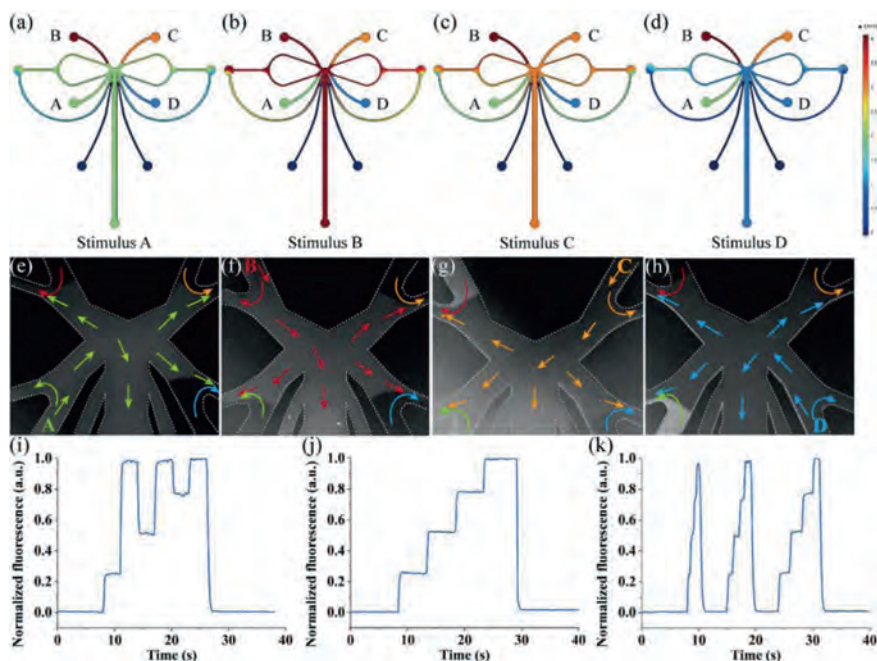 (a) (b) (c) (d)
B C B C B C B C
A D A D A D A D
Stimulus A Stimulus B Stimulus C Stimulus D
(e) (f) B (g) C (h)
A D
(i) (j) (k)
Normalized fluorescence (a.u.) Normalized fluorescence (a.u.) Normalized fluorescence (a.u.)
1.0 1.0 1.0
0.8 0.8 0.8
0.6 0.6 0.6
0.4 0.4 0.4
0.2 0.2 0.2
0.0 0.0 0.0
0 10 20 30 40 0 10 20 30 40 0 10 20 30 40
Time (s) Time (s) Time (s)